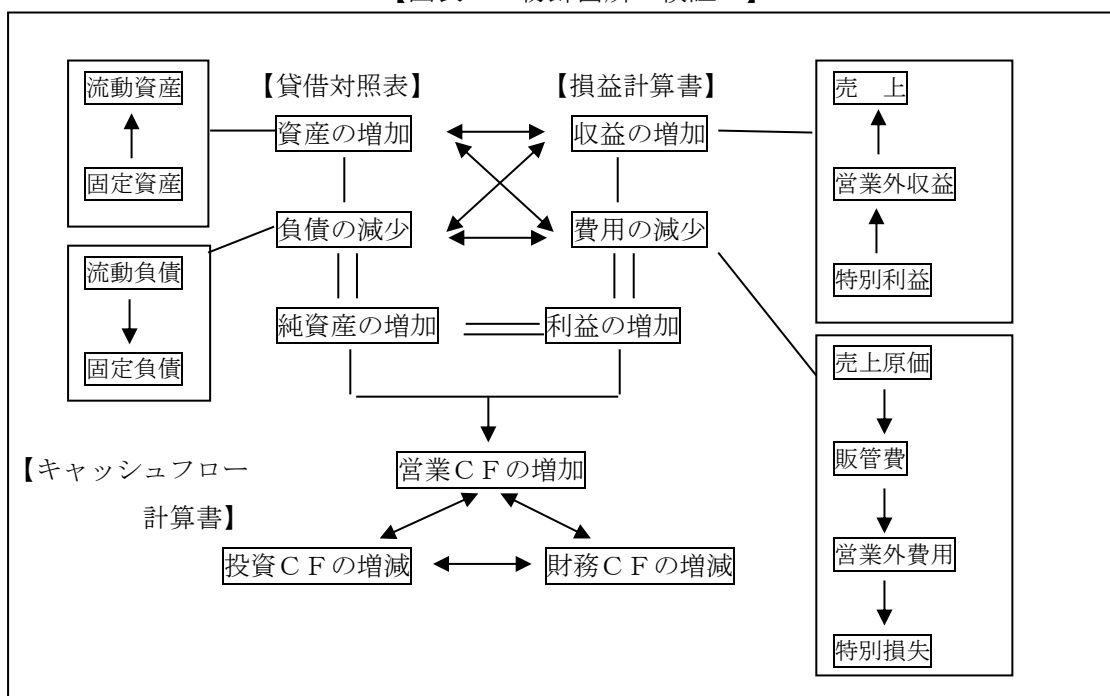 流動資産
固定資産
流動負債
固定負債
【貸借対照表】
資産の増加
負債の減少
純資産の増加
【損益計算書】
収益の増加
費用の減少
利益の増加
売 上
営業外収益
特別利益
売上原価
販管費
営業外費用
特別損失
【キャッシュフロー
計算書】
営業CFの増加
投資CFの増減
財務CFの増減